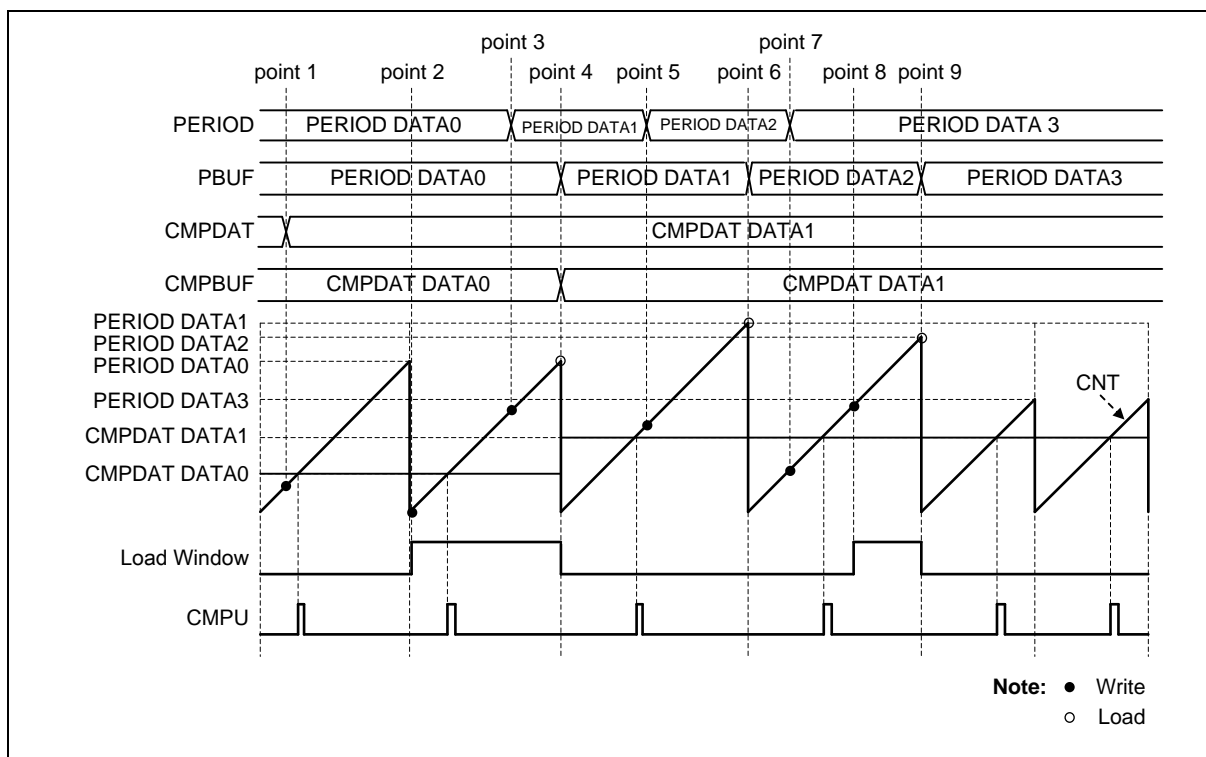 point 3
point 7
point 1
point 2
point 4
point 5
point 6
point 8
point 9
PERIOD
PERIOD DATA0
PERIOD DATA1
PERIOD DATA2
PERIOD DATA 3
PBUF
PERIOD DATA0
PERIOD DATA1
PERIOD DATA2
PERIOD DATA3
CMPDAT
CMPDAT DATA1
CMPBUF
CMPDAT DATA0
CMPDAT DATA1
PERIOD DATA1
PERIOD DATA2
PERIOD DATA0
PERIOD DATA3
CMPDAT DATA1
CMPDAT DATA0
CNT
Load Window
CMPU
Note: ● Write
○ Load